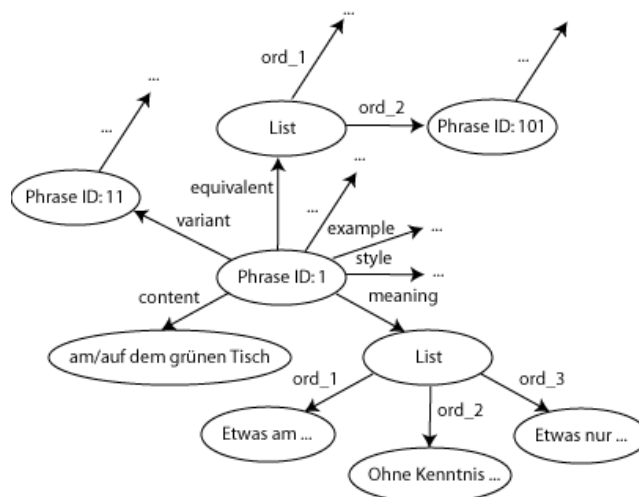 ...
...
ord_1
...
...
List
ord_2
Phrase ID: 101
...
...
equivalent
Phrase ID: 11
variant
...
example
...
style
...
Phrase ID: 1
content
meaning
am/auf dem grünen Tisch
List
ord_1
ord_2
ord_3
Etwas am ...
Etwas nur ...
Ohne Kenntnis ...